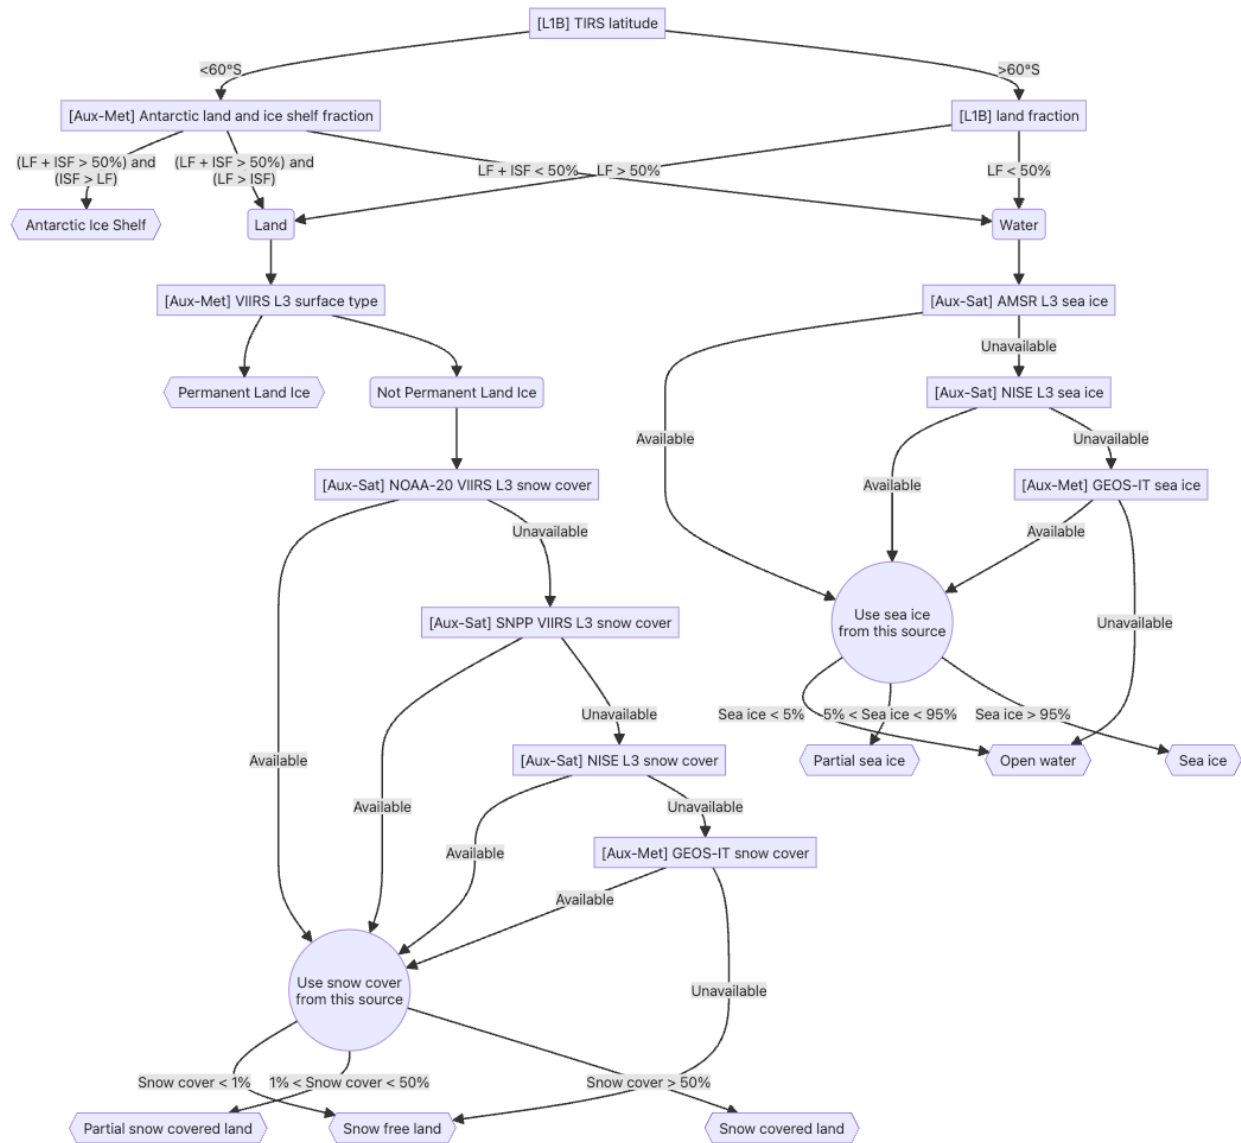 [L1B] TIRS latitude
<60°S
>60°S
[Aux-Met] Antarctic land and ice shelf fraction
[L1B] land fraction
(LF + ISF > 50%) and
(ISF > LF)
(LF + ISF > 50%) and
(LF > ISF)
LF + ISF < 50%
LF > 50%
LF < 50%
Antarctic Ice Shelf
Land
Water
[Aux-Met] VIIRS L3 surface type
[Aux-Sat] AMSR L3 sea ice
Unavailable
Permanent Land Ice
Not Permanent Land Ice
[Aux-Sat] NISE L3 sea ice
Available
Unavailable
[Aux-Sat] NOAA-20 VIIRS L3 snow cover
Available
[Aux-Met] GEOS-IT sea ice
Unavailable
Available
[Aux-Sat] SNPP VIIRS L3 snow cover
Use sea ice
from this source
Unavailable
Unavailable
Sea ice < 5%
5% < Sea ice < 95%
Sea ice > 95%
Available
[Aux-Sat] NISE L3 snow cover
Partial sea ice
Open water
Sea ice
Available
Unavailable
Available
[Aux-Met] GEOS-IT snow cover
Available
Use snow cover
from this source
Unavailable
Snow cover < 1%
1% < Snow cover < 50%
Snow cover > 50%
Partial snow covered land
Snow free land
Snow covered land